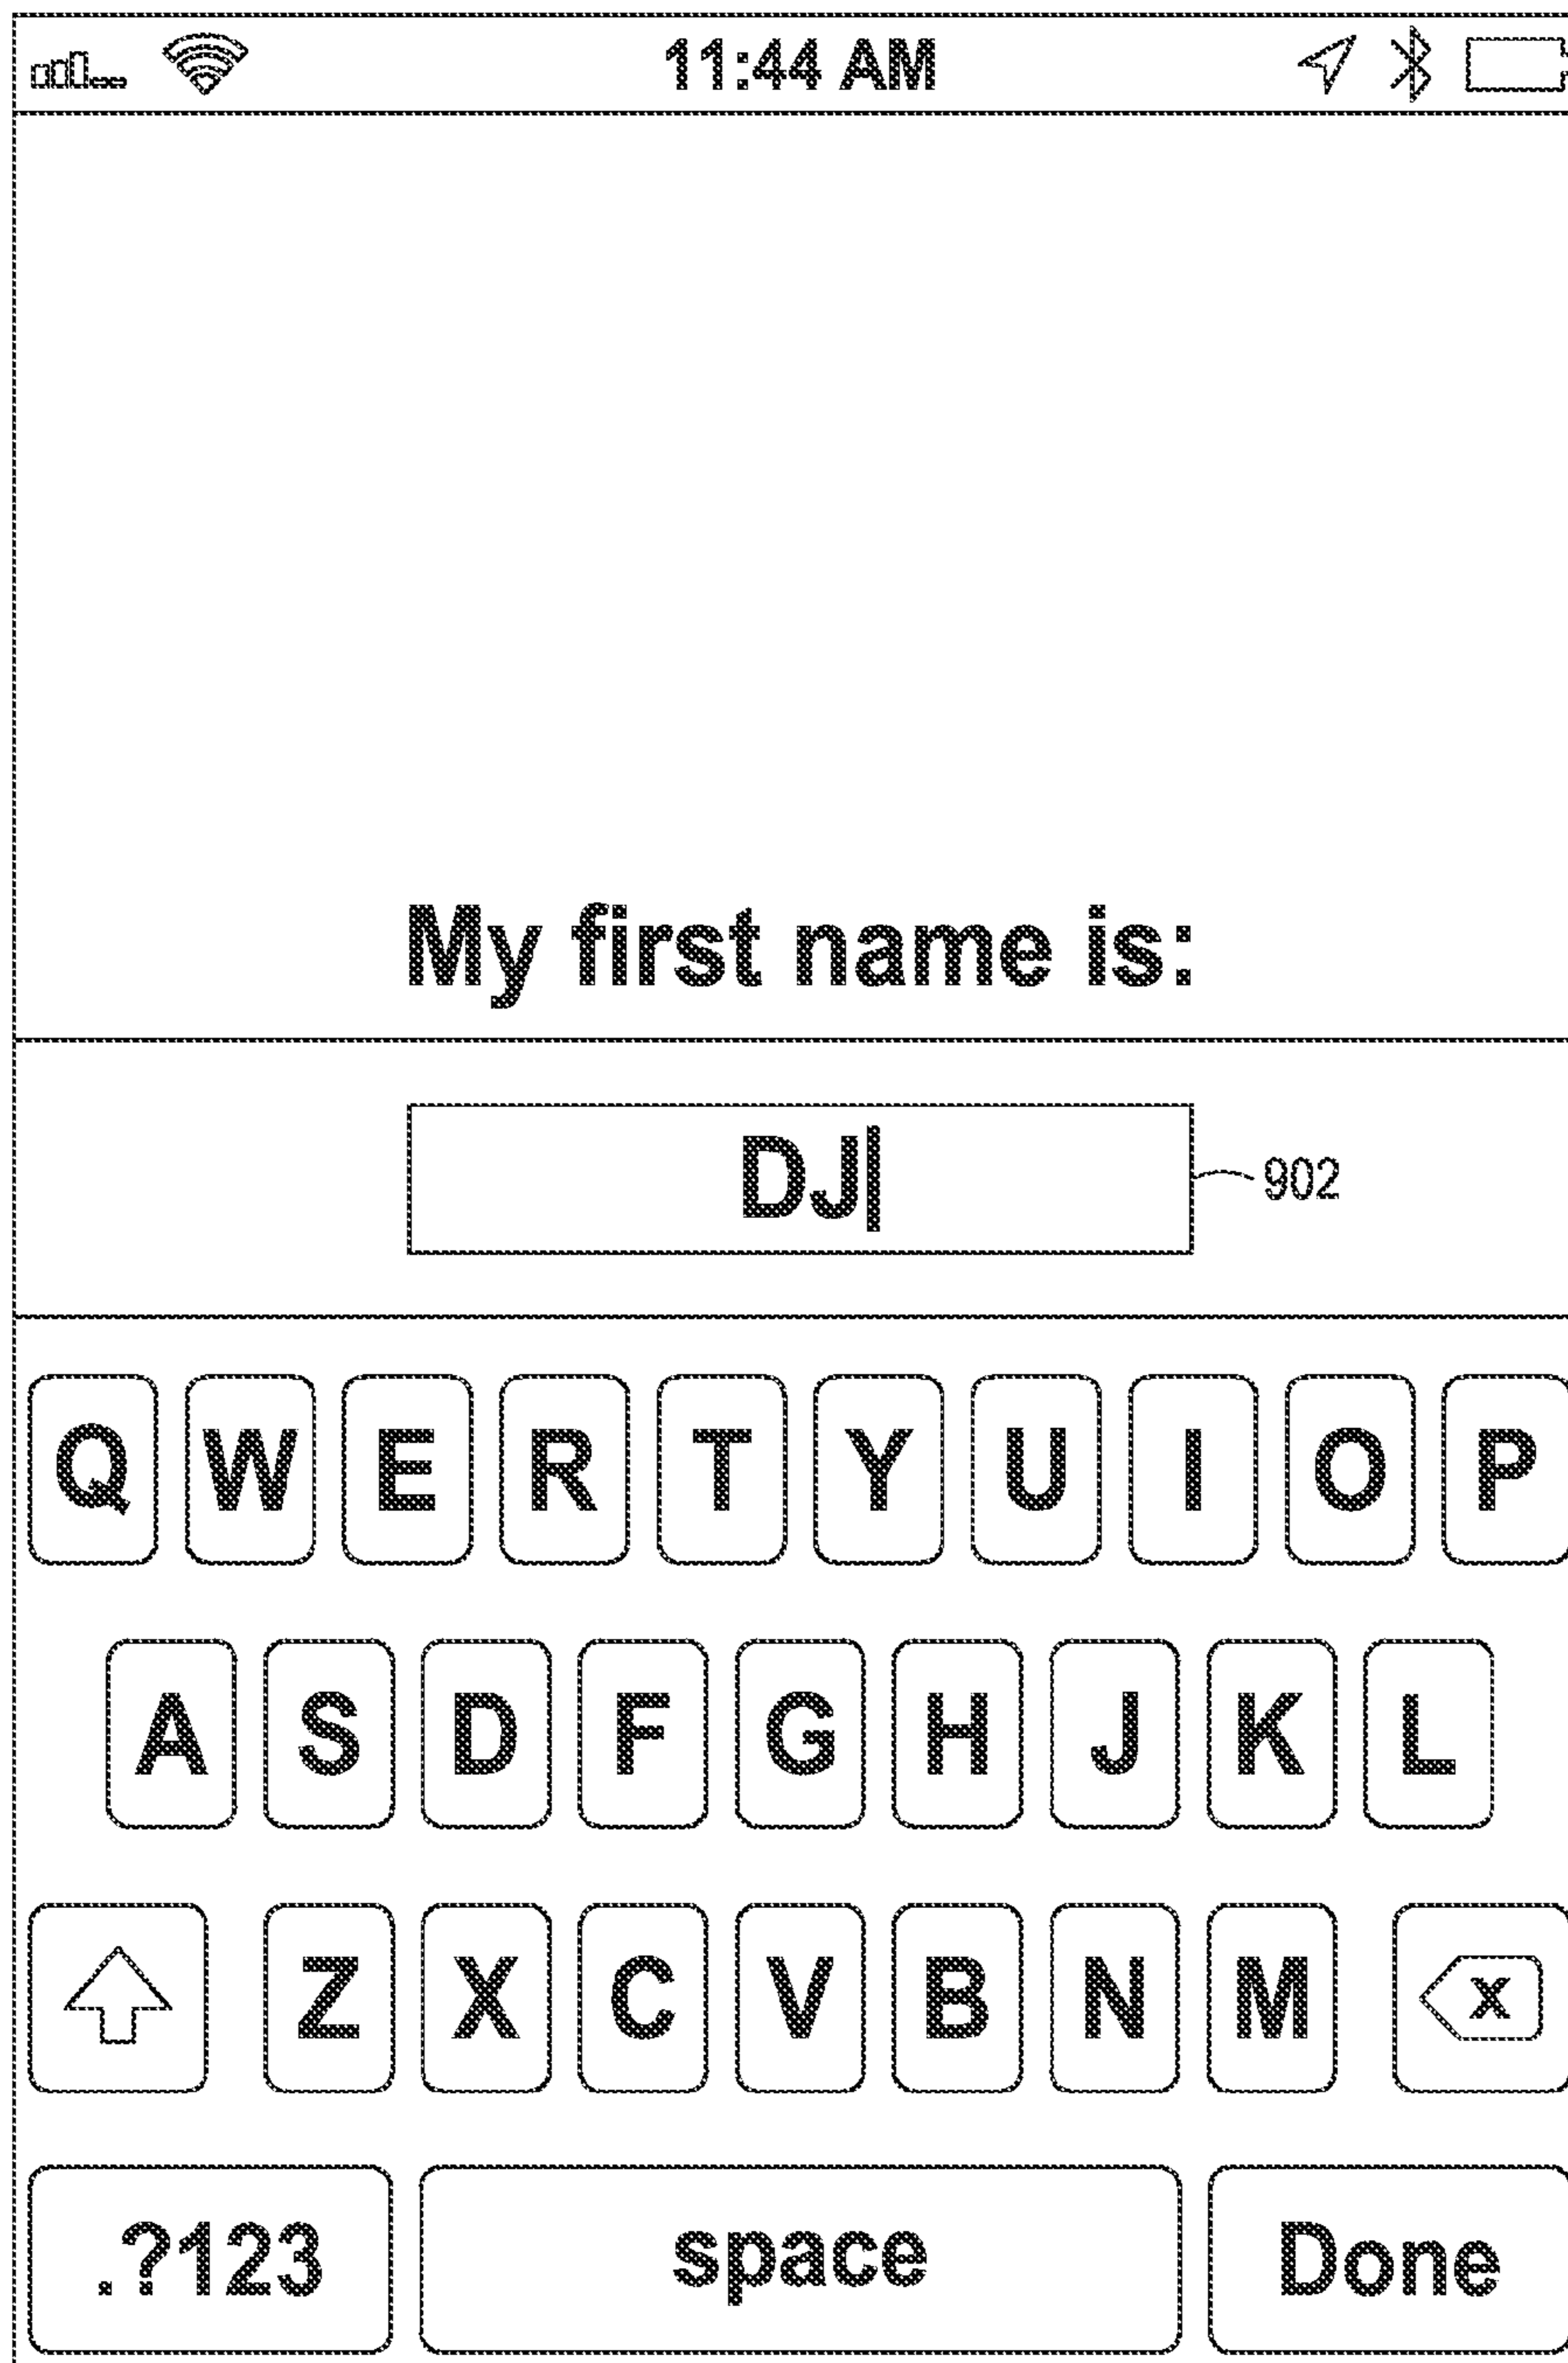 11:44 AM
My first name is:
DJ
902
Q W E R T Y U I O P
A S D F G H J K L
Z X C V B N M X
.?123 space Done